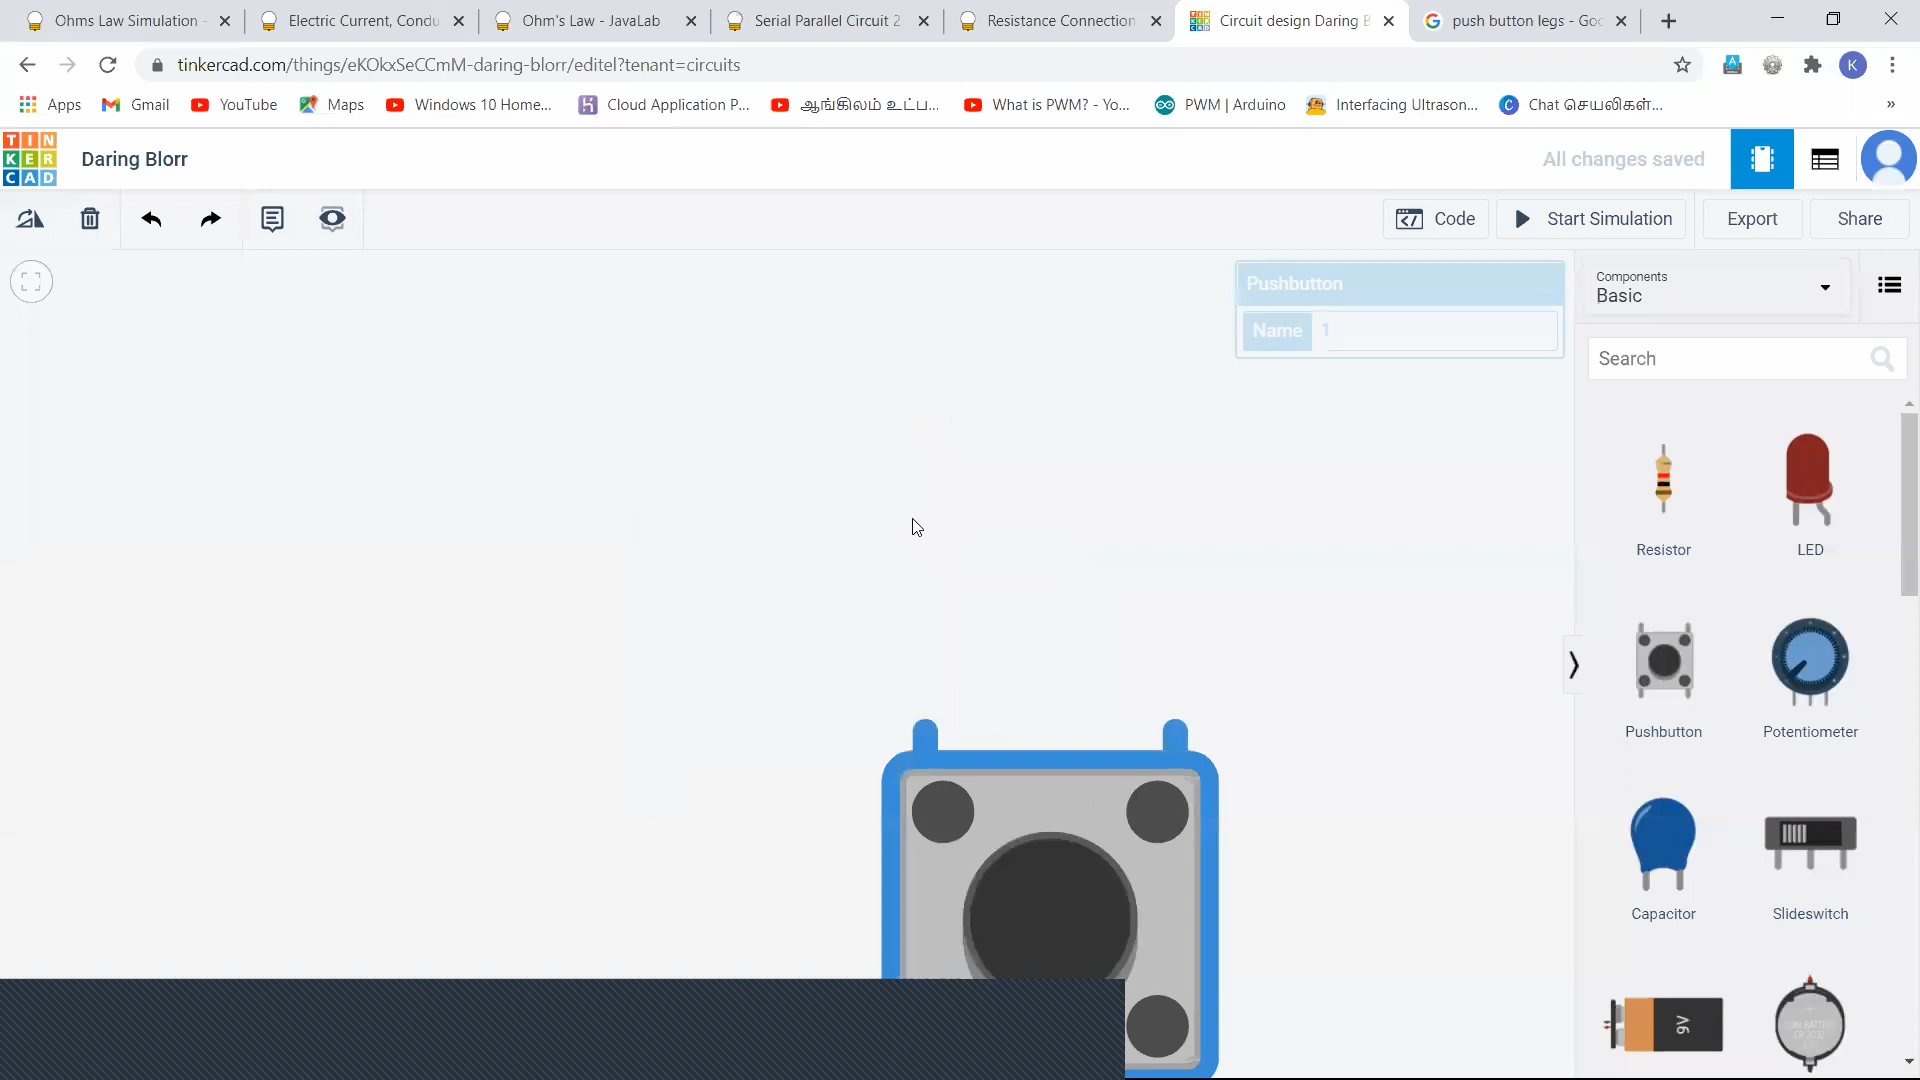 Ohms Law Simulation -
Electric Current, Condu
Ohm's Law - JavaLab
Serial Parallel Circuit 2
Resistance Connection
Circuit design Daring B
push button legs - Goo
tinkercad.com/things/eKOkxSeCCmM-daring-blorr/editel?tenant=circuits
K
Apps
Gmail
YouTube
Maps
Windows 10 Home...
Cloud Application P...
ஆங்கிலம் உட்ப...
What is PWM? - Yo...
PWM | Arduino
Interfacing Ultrason...
Chat செயலிகள்...
»
TIN
KER
CAD
Daring Blorr
All changes saved
Code
Start Simulation
Export
Share
Pushbutton
Name 1
Components
Basic
Search
Resistor
LED
Pushbutton
Potentiometer
Capacitor
Slideswitch
9V